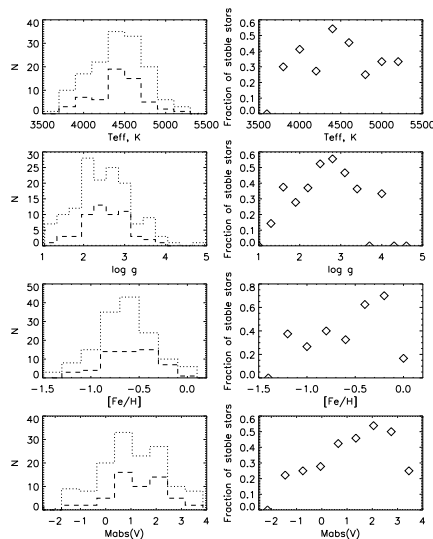 40
30
20
10
0
3500 4000 4500 5000 5500
Teff, K
N
0.6
0.5
0.4
0.3
0.2
0.1
0.0
3500 4000 4500 5000 5500
Teff, K
Fraction of stable stars
30
25
20
15
10
5
0
1 2 3 4 5
log g
N
0.6
0.5
0.4
0.3
0.2
0.1
0.0
1 2 3 4 5
log g
Fraction of stable stars
50
40
30
20
10
0
-1.5 -1.0 -0.5 0.0
[Fe/H]
N
0.8
0.6
0.4
0.2
0.0
-1.5 -1.0 -0.5 0.0
[Fe/H]
Fraction of stable stars
40
30
20
10
0
-2 -1 0 1 2 3 4
Mabs(V)
N
0.6
0.5
0.4
0.3
0.2
0.1
0.0
-2 -1 0 1 2 3 4
Mabs(V)
Fraction of stable stars